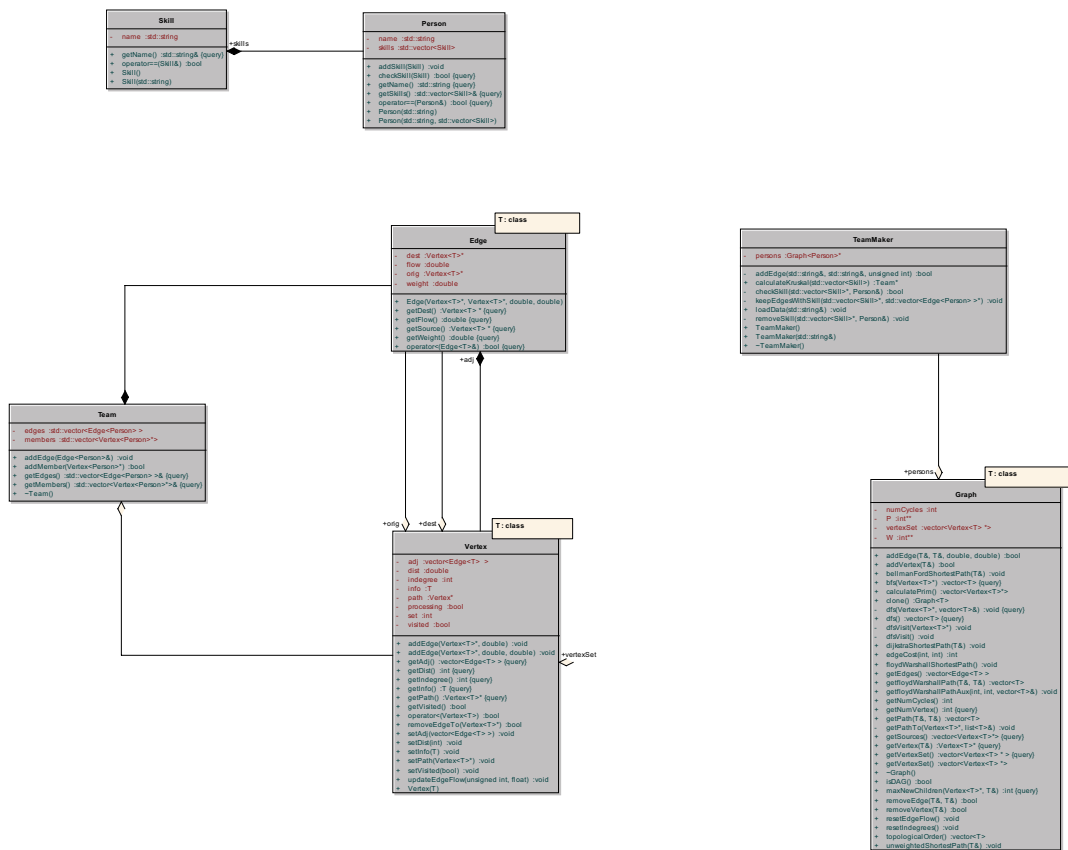 Skill
- name :std::string
+ getName() :std::string& {query}
+ operator==(Skill&) :bool
+ Skill()
+ Skill(std::string)
+skills
Person
- name :std::string
- skills :std::vector<Skill>
+ addSkill(Skill) :void
+ checkSkill(Skill) :bool {query}
+ getName() :string {query}
+ getSkills() :std::vector<Skill>& {query}
+ operator==(Person&) :bool {query}
+ Person(std::string)
+ Person(std::string, std::vector<Skill>)
T : class
Edge
- dest :Vertex<T>*
- flow :double
- orig :Vertex<T>*
- weight :double
+ Edge(Vertex<T>*, Vertex<T>*, double, double)
+ getDest() :Vertex<T> * {query}
+ getFlow() :double {query}
+ getSource() :Vertex<T> * {query}
+ getWeight() :double {query}
+ operator<(Edge<T>&) :bool {query}
+adj
TeamMaker
- persons :Graph<Person>*
- addEdge(std::string&, std::string&, unsigned int) :bool
+ calculateKruskal(std::vector<Skill>) :Team*
- checkSkill(std::vector<Skill>*, Person&) :bool
- keepEdgesWithSkill(std::vector<Skill>*, std::vector<Edge<Person> >*) :void
+ loadData(std::string&) :void
- removeSkill(std::vector<Skill>*, Person&) :void
+ TeamMaker()
+ TeamMaker(std::string&)
+ ~TeamMaker()
Team
- edges :std::vector<Edge<Person> >
- members :std::vector<Vertex<Person>*>
+ addEdge(Edge<Person>&) :void
+ addMember(Vertex<Person>*) :bool
+ getEdges() :std::vector<Edge<Person> >& {query}
+ getMembers() :std::vector<Vertex<Person>*>& {query}
+ ~Team()
+orig
+dest
T : class
Vertex
- adj :vector<Edge<T> >
- dist :double
- indegree :int
- info :T
- path :Vertex*
- processing :bool
- set :int
- visited :bool
+ addEdge(Vertex<T>*, double) :void
+ addEdge(Vertex<T>*, double, double) :void
+ getAdj() :vector<Edge<T> > {query}
+ getDist() :int {query}
+ getIndegree() :int {query}
+ getInfo() :T {query}
+ getPath() :Vertex<T>* {query}
+ getVisited() :bool
+ operator<(Vertex<T>) :bool
+ removeEdgeTo(Vertex<T>*) :bool
+ setAdj(vector<Edge<T> >) :void
+ setDist(int) :void
+ setInfo(T) :void
+ setPath(Vertex<T>*) :void
+ setVisited(bool) :void
+ updateEdgeFlow(unsigned int, float) :void
+ Vertex(T)
+vertexSet
+persons
T : class
Graph
- numCycles :int
- P :int**
- vertexSet :vector<Vertex<T> *>
- W :int**
+ addEdge(T&, T&, double, double) :bool
+ addVertex(T&) :bool
+ bellmanFordShortestPath(T&) :void
+ bfs(Vertex<T>*) :vector<T> {query}
+ calculatePrim() :vector<Vertex<T>*>
+ clone() :Graph<T>
- dfs(Vertex<T>*, vector<T>&) :void {query}
+ dfs() :vector<T> {query}
- dfsVisit(Vertex<T>*) :void
- dfsVisit() :void
+ dijkstraShortestPath(T&) :void
+ edgeCost(int, int) :int
+ floydWarshallShortestPath() :void
+ getEdges() :vector<Edge<T> >
+ getfloydWarshallPath(T&, T&) :vector<T>
- getfloydWarshallPathAux(int, int, vector<T>&) :void
+ getNumCycles() :int
+ getNumVertex() :int {query}
+ getPath(T&, T&) :vector<T>
- getPathTo(Vertex<T>*, list<T>&) :void
+ getSources() :vector<Vertex<T>*> {query}
+ getVertex(T&) :Vertex<T>* {query}
+ getVertexSet() :vector<Vertex<T> * > {query}
+ getVertexSet() :vector<Vertex<T> *>
+ ~Graph()
+ isDAG() :bool
+ maxNewChildren(Vertex<T>*, T&) :int {query}
+ removeEdge(T&, T&) :bool
+ removeVertex(T&) :bool
+ resetEdgeFlow() :void
+ resetIndegrees() :void
+ topologicalOrder() :vector<T>
+ unweightedShortestPath(T&) :void